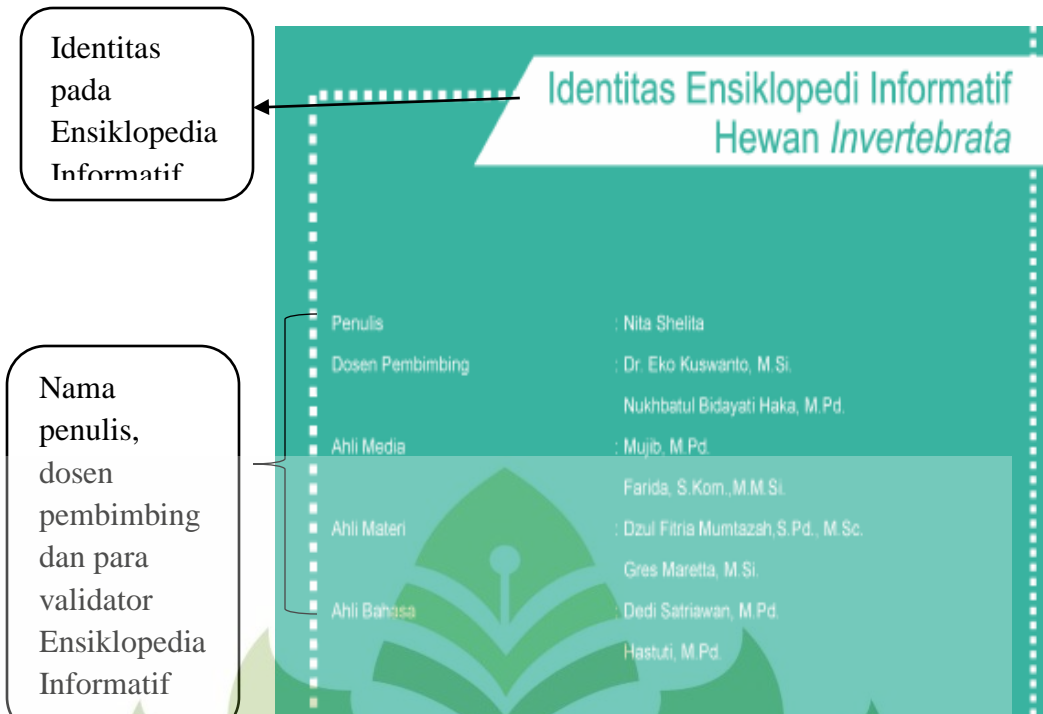 Identitas
pada
Ensiklopedia
Informatif
Identitas Ensiklopedi Informatif
Hewan Invertebrata
Nama
penulis,
dosen
pembimbing
dan para
validator
Ensiklopedia
Informatif
Penulis : Nita Shelita
Dosen Pembimbing : Dr. Eko Kuswanto, M.Si.
Nukhbatul Bidayati Haka, M.Pd.
Ahli Media : Mujib, M.Pd.
Farida, S.Kom.,M.M.Si.
Ahli Materi : Dzul Fitria Mumtazah,S.Pd., M.Sc.
Gres Maretta, M.Si.
Ahli Bahasa : Dedi Satriawan, M.Pd.
Hastuti, M.Pd.